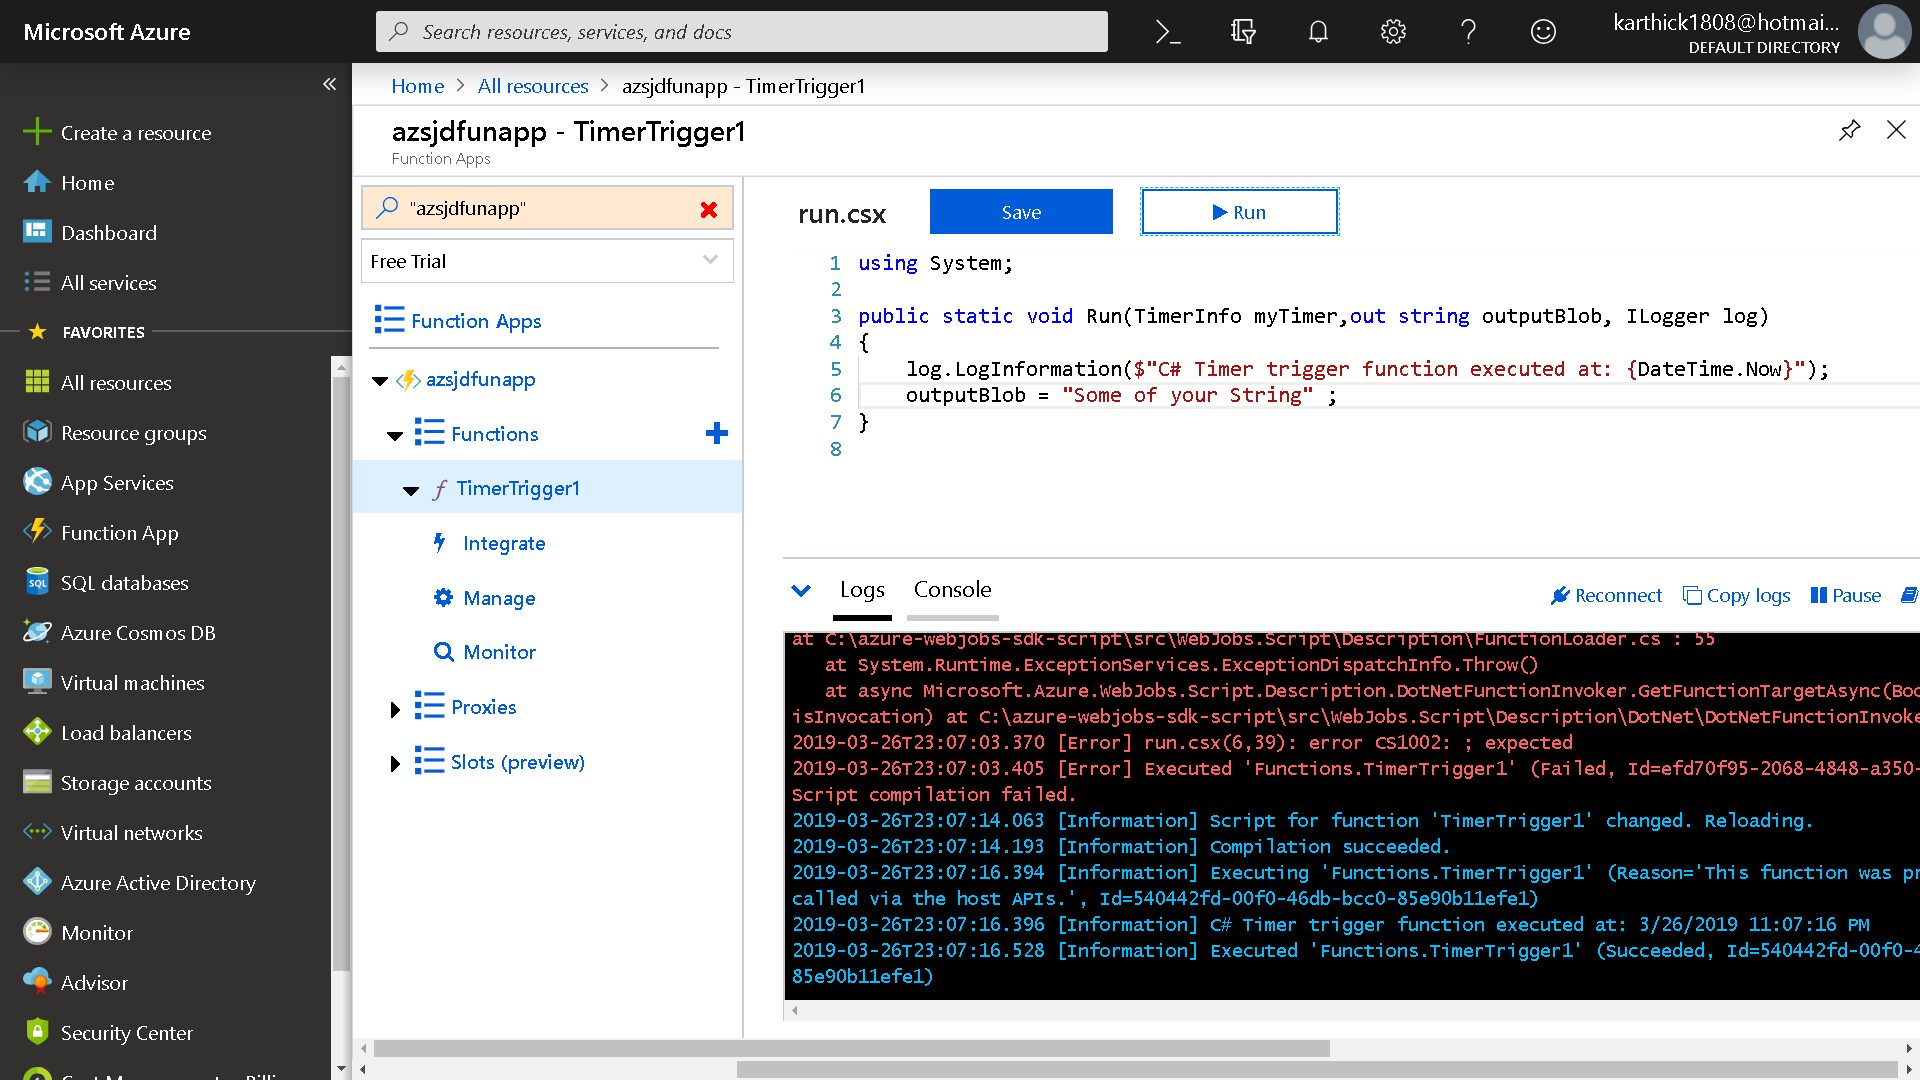 Microsoft Azure
Search resources, services, and docs
karthick1808@hotmai...
DEFAULT DIRECTORY
Create a resource
Home
Dashboard
All services
FAVORITES
All resources
Resource groups
App Services
Function App
SQL databases
Azure Cosmos DB
Virtual machines
Load balancers
Storage accounts
Virtual networks
Azure Active Directory
Monitor
Advisor
Security Center
Home > All resources > azsjdfunapp - TimerTrigger1
azsjdfunapp - TimerTrigger1
Function Apps
"azsjdfunapp"
Free Trial
Function Apps
azsjdfunapp
Functions
TimerTrigger1
Integrate
Manage
Monitor
Proxies
Slots (preview)
run.csx Save Run
1 using System;
2
3 public static void Run(TimerInfo myTimer,out string outputBlob, ILogger log)
4 {
5 log.LogInformation($"C# Timer trigger function executed at: {DateTime.Now}");
6 outputBlob = "Some of your String" ;
7 }
8
Logs Console Reconnect Copy logs Pause
at C:\azure-webjobs-sdk-script\src\WebJobs.Script\Description\FunctionLoader.cs : 55
at System.Runtime.ExceptionServices.ExceptionDispatchInfo.Throw()
at async Microsoft.Azure.WebJobs.Script.Description.DotNetFunctionInvoker.GetFunctionTargetAsync(Boo
isInvocation) at C:\azure-webjobs-sdk-script\src\WebJobs.Script\Description\DotNet\DotNetFunctionInvoke
2019-03-26T23:07:03.370 [Error] run.csx(6,39): error CS1002: ; expected
2019-03-26T23:07:03.405 [Error] Executed 'Functions.TimerTrigger1' (Failed, Id=efd70f95-2068-4848-a350-
Script compilation failed.
2019-03-26T23:07:14.063 [Information] Script for function 'TimerTrigger1' changed. Reloading.
2019-03-26T23:07:14.193 [Information] Compilation succeeded.
2019-03-26T23:07:16.394 [Information] Executing 'Functions.TimerTrigger1' (Reason='This function was pr
called via the host APIs.', Id=540442fd-00f0-46db-bcc0-85e90b11efe1)
2019-03-26T23:07:16.396 [Information] C# Timer trigger function executed at: 3/26/2019 11:07:16 PM
2019-03-26T23:07:16.528 [Information] Executed 'Functions.TimerTrigger1' (Succeeded, Id=540442fd-00f0-4
85e90b11efe1)